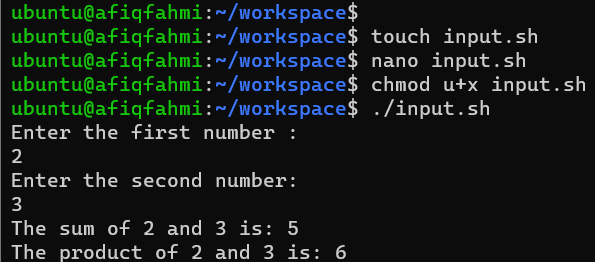 ubuntu@afiqfahmi:~/workspace$
ubuntu@afiqfahmi:~/workspace$ touch input.sh
ubuntu@afiqfahmi:~/workspace$ nano input.sh
ubuntu@afiqfahmi:~/workspace$ chmod u+x input.sh
ubuntu@afiqfahmi:~/workspace$ ./input.sh
Enter the first number :
2
Enter the second number:
3
The sum of 2 and 3 is: 5
The product of 2 and 3 is: 6